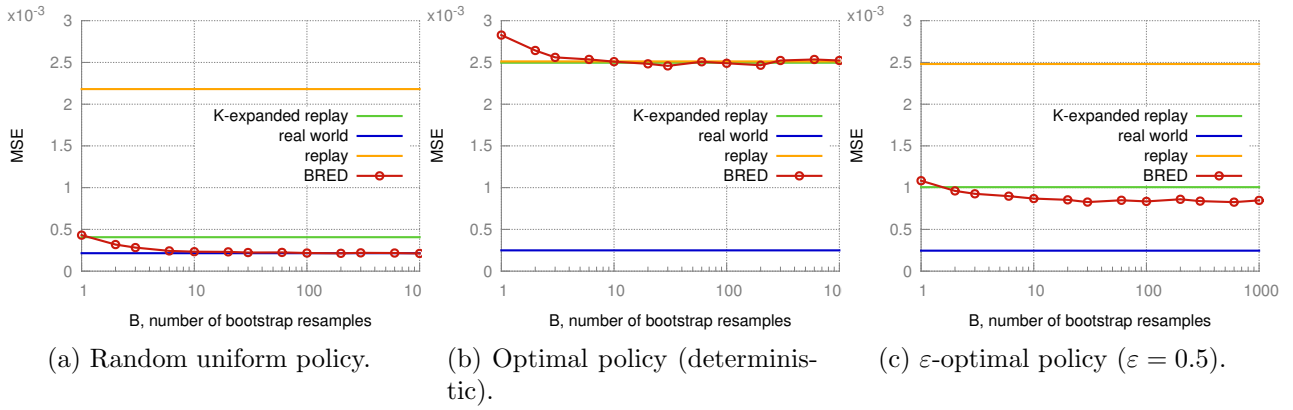 x10-3
3
2.5
2
1.5
1
0.5
0
MSE
K-expanded replay
real world
replay
BRED
1 10 100 10
B, number of bootstrap resamples
(a) Random uniform policy.
x10-3
3
2.5
2
1.5
1
0.5
0
MSE
K-expanded replay
real world
replay
BRED
1 10 100 10
B, number of bootstrap resamples
(b) Optimal policy (determinis-
tic).
x10-3
3
2.5
2
1.5
1
0.5
0
MSE
K-expanded replay
real world
replay
BRED
1 10 100 1000
B, number of bootstrap resamples
(c) ε-optimal policy (ε = 0.5).